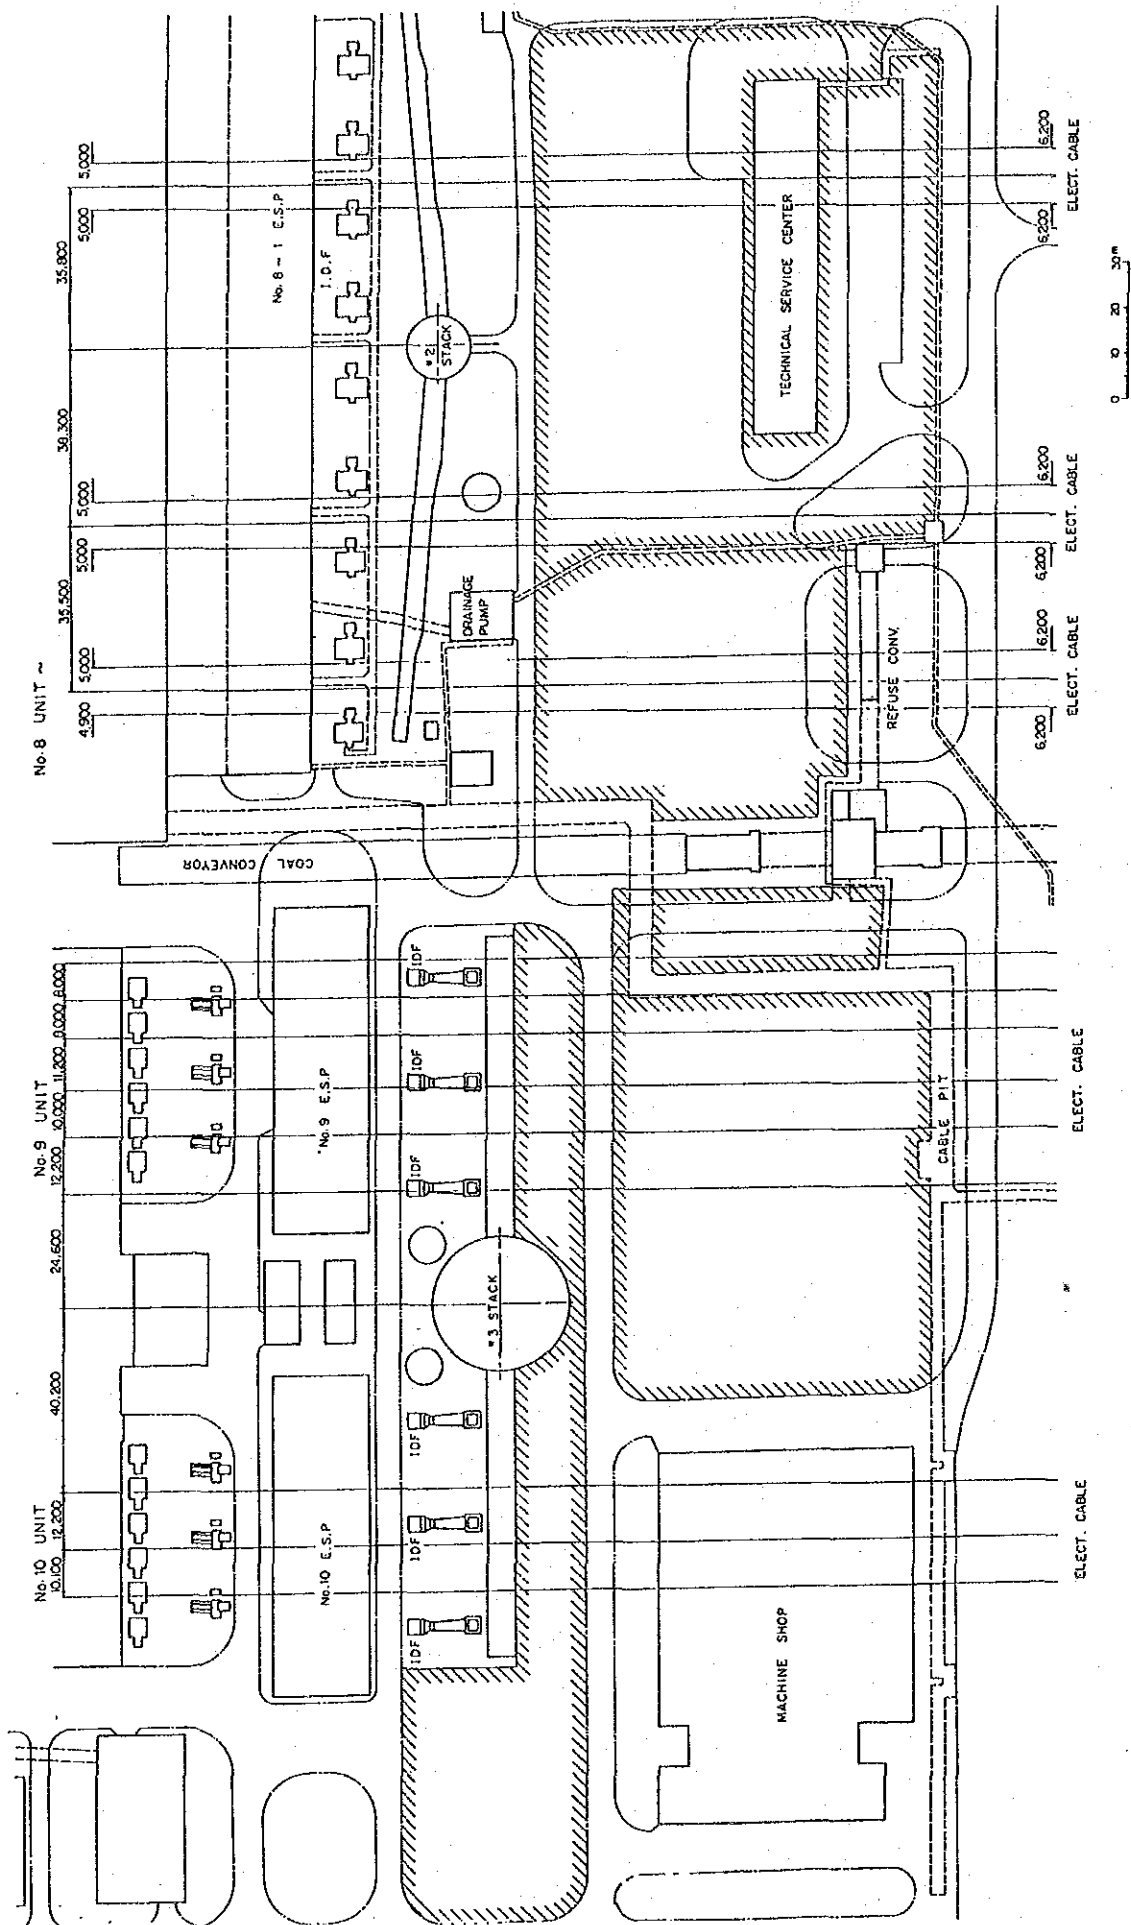 No.10 UNIT
10,100
12,200
40,200
24,600
No.9 UNIT
12,200
10,000
11,200
9,000
8,000
No.8 UNIT ~
4,900
5,000
35,500
5,000
5,000
38,300
35,800
5,000
5,000
COAL CONVEYOR
No.8 ~ 1 E.S.P
I.D.F
No.10 E.S.P
No.9 E.S.P
IDF
IDF
IDF
IDF
IDF
IDF
#3 STACK
#2
STACK
DRAINAGE
PUMP
TECHNICAL SERVICE CENTER
REFUSE CONV.
MACHINE SHOP
CABLE PIT
6,200
6,200
6,200
6,200
6,200
6,200
ELECT. CABLE
ELECT. CABLE
ELECT. CABLE
ELECT. CABLE
ELECT. CABLE
0 10 20 30m